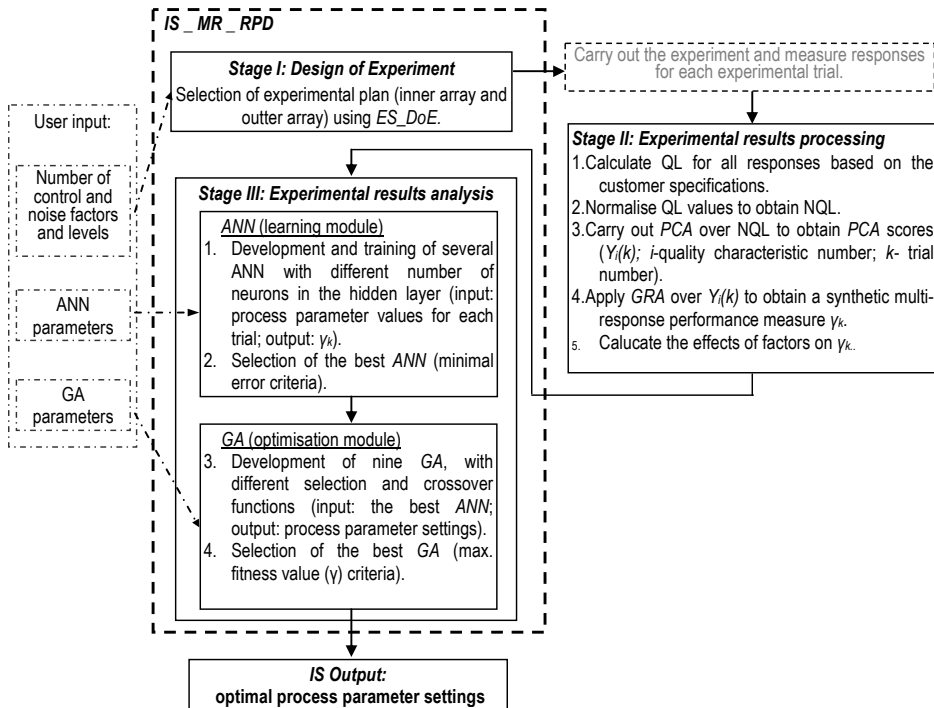 IS _ MR _ RPD
Stage I: Design of Experiment
Selection of experimental plan (inner array and
outter array) using ES_DoE.
Carry out the experiment and measure responses
for each experimental trial.
User input:
Number of
control and
noise factors
and levels
ANN
parameters
GA
parameters
Stage II: Experimental results processing
1.Calculate QL for all responses based on the
customer specifications.
2.Normalise QL values to obtain NQL.
3.Carry out PCA over NQL to obtain PCA scores
(Yi(k); i-quality characteristic number; k- trial
number).
4.Apply GRA over Yi(k) to obtain a synthetic multi-
response performance measure γk.
5. Calucate the effects of factors on γk..
Stage III: Experimental results analysis
ANN (learning module)
1. Development and training of several
ANN with different number of
neurons in the hidden layer (input:
process parameter values for each
trial; output: γk).
2. Selection of the best ANN (minimal
error criteria).
GA (optimisation module)
3. Development of nine GA, with
different selection and crossover
functions (input: the best ANN;
output: process parameter settings).
4. Selection of the best GA (max.
fitness value (γ) criteria).
IS Output:
optimal process parameter settings